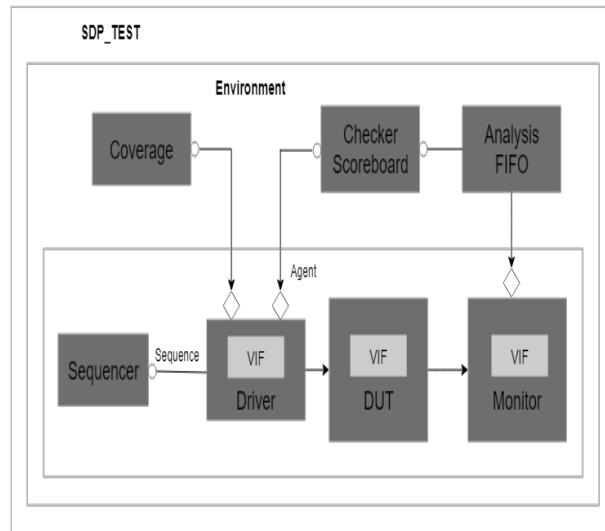 SDP_TEST
Environment
Coverage
Checker
Scoreboard
Analysis
FIFO
Agent
Sequencer
Sequence
VIF
Driver
VIF
DUT
VIF
Monitor